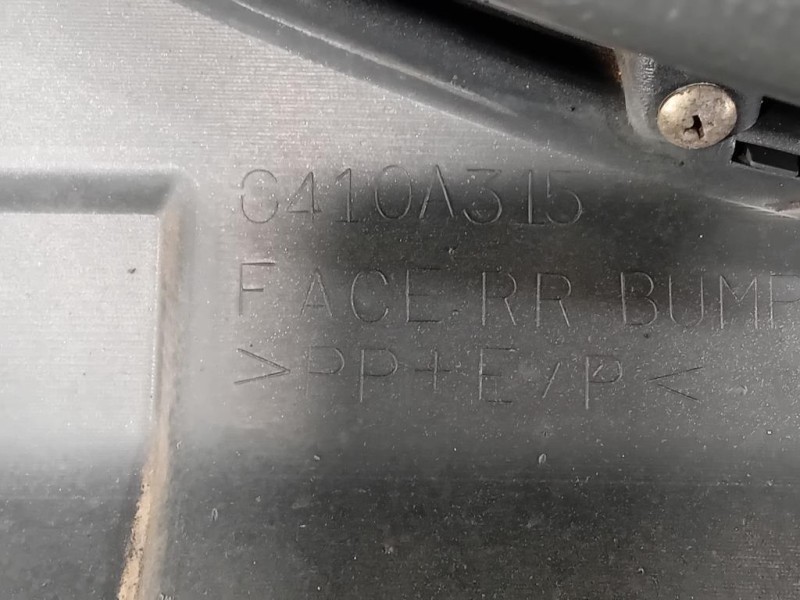 6410A315
FACE,RR BUMP
>PP+E/P<